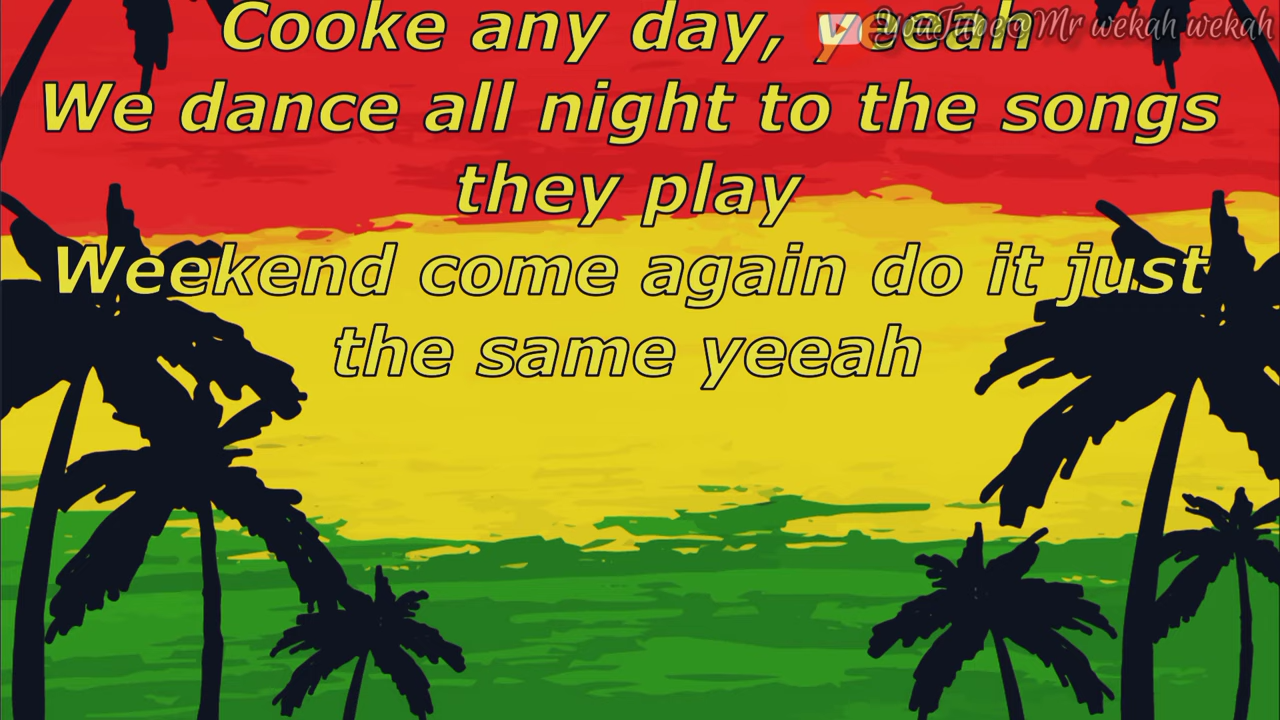 Cooke any day, yeeah
YouTube@Mr wekah wekah
We dance all night to the songs
they play
Weekend come again do it just
the same yeeah